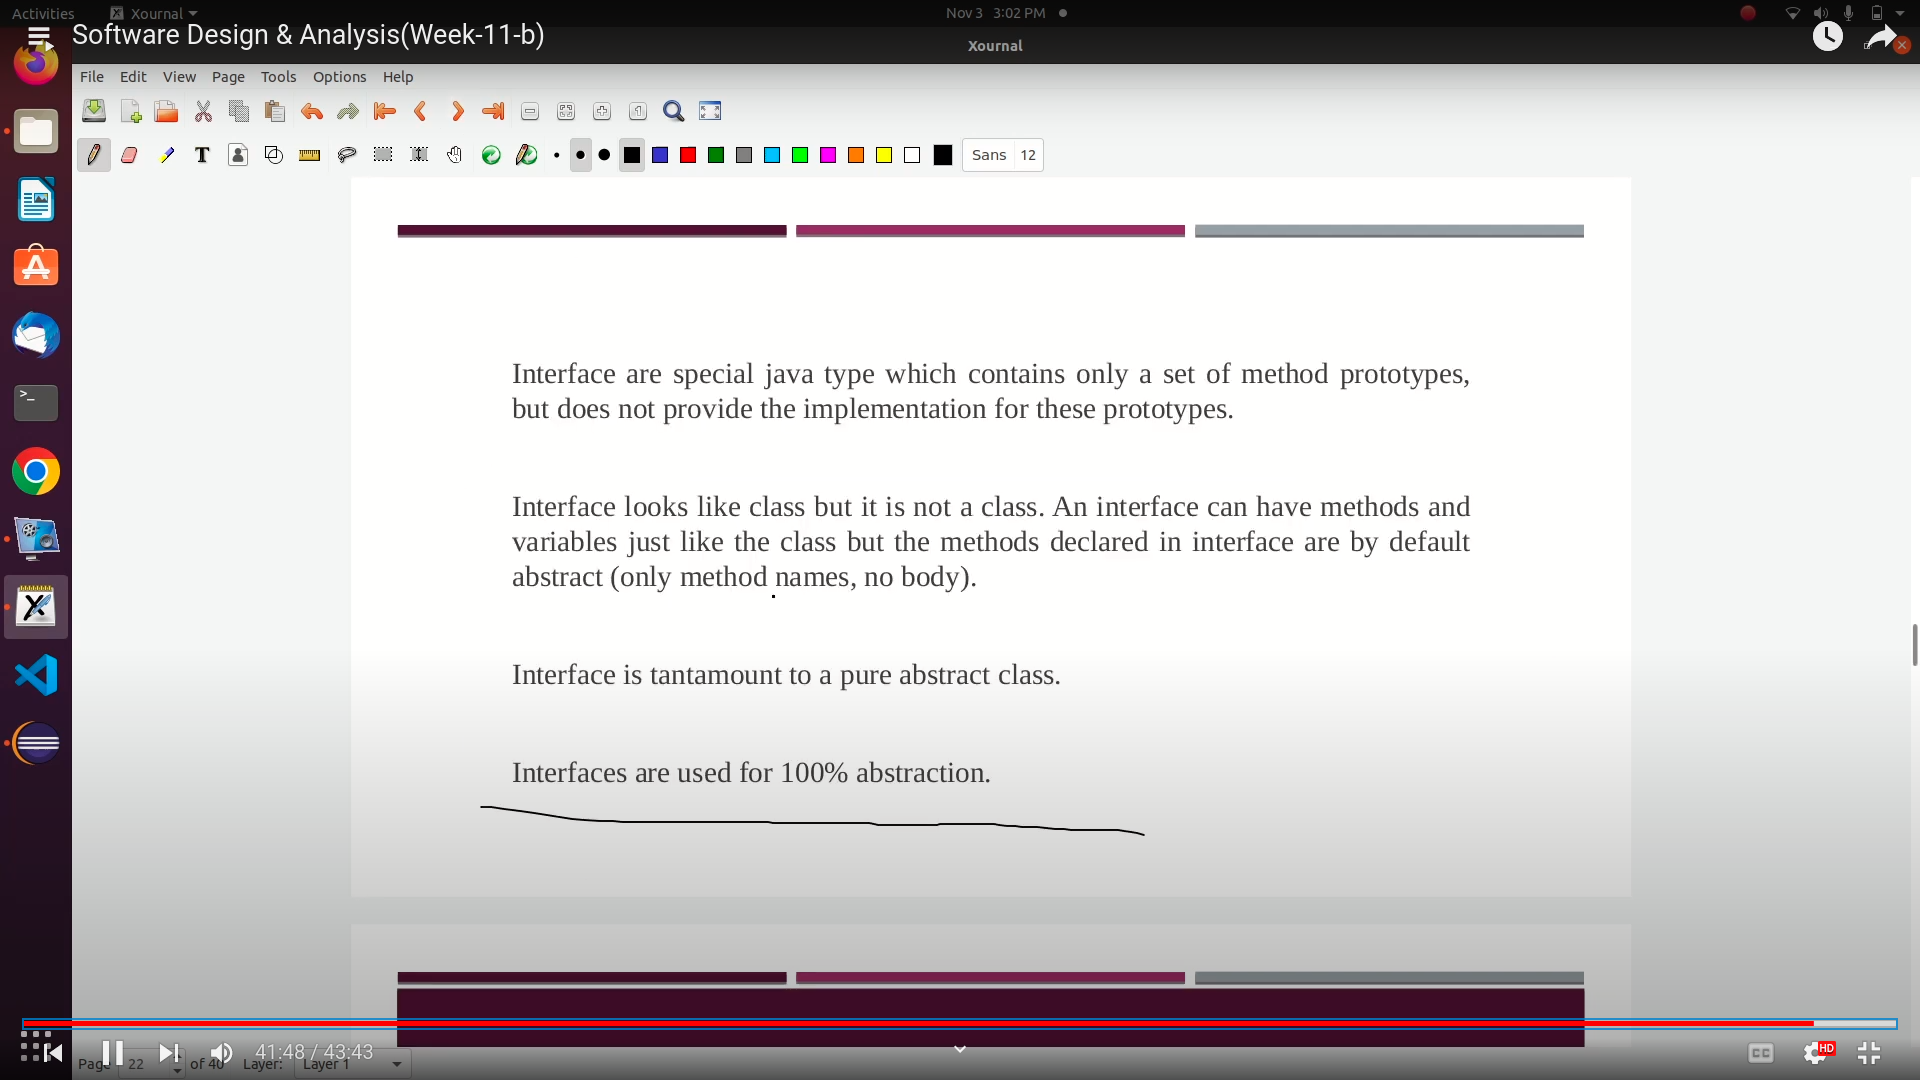 Activities Xournal Nov 3 3:02 PM
Software Design & Analysis(Week-11-b)
Xournal
File Edit View Page Tools Options Help
Sans 12
Interface are special java type which contains only a set of method prototypes,
but does not provide the implementation for these prototypes.
Interface looks like class but it is not a class. An interface can have methods and
variables just like the class but the methods declared in interface are by default
abstract (only method names, no body).
Interface is tantamount to a pure abstract class.
Interfaces are used for 100% abstraction.
41:48 / 43:43 CC HD
Page 22 of 40 Layer: Layer 1